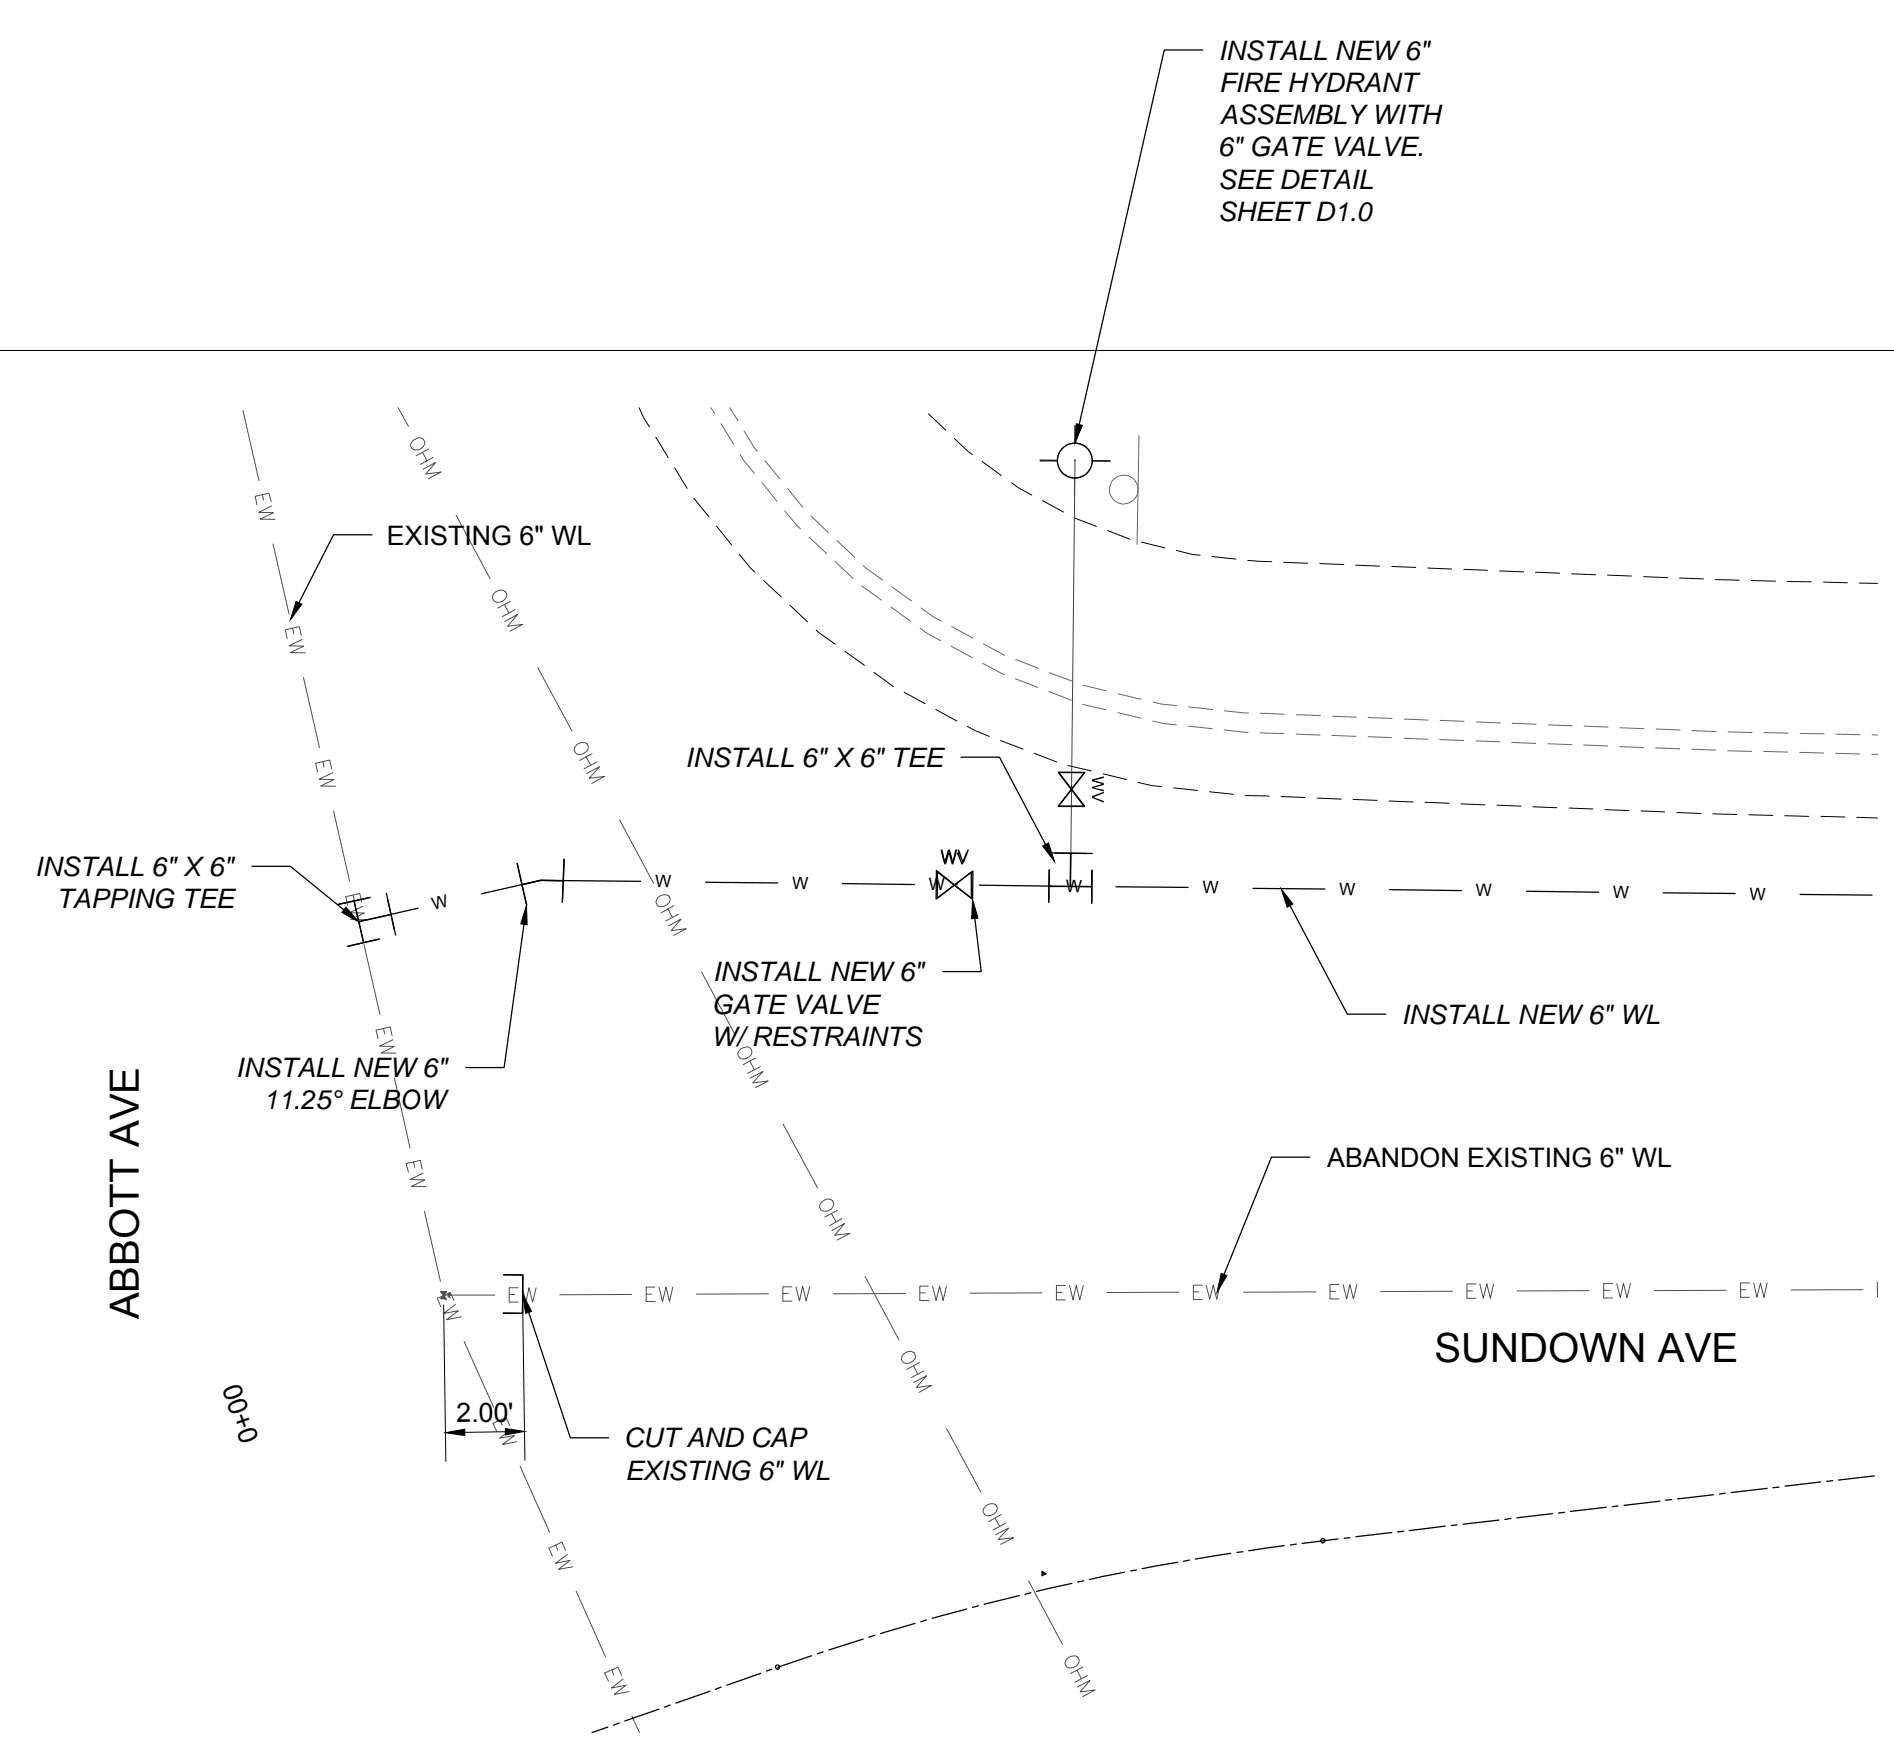 INSTALL NEW 6"
FIRE HYDRANT
ASSEMBLY WITH
6" GATE VALVE.
SEE DETAIL
SHEET D1.0
OHM
EW
EXISTING 6" WL
OHM
EW
INSTALL 6" X 6" TEE
OHM
EW
WV
INSTALL 6" X 6"
TAPPING TEE
EW
W
WV
W
W
W
W
W
W
W
W
W
W
OHM
INSTALL NEW 6"
GATE VALVE
W/ RESTRAINTS
INSTALL NEW 6" WL
EW
OHM
INSTALL NEW 6"
11.25° ELBOW
ABBOTT AVE
EW
ABANDON EXISTING 6" WL
OHM
EW
EW
EW
EW
EW
EW
EW
EW
EW
EW
EW
SUNDOWN AVE
OHM
0+00
2.00'
EW
CUT AND CAP
EXISTING 6" WL
OHM
EW
EW
OHM